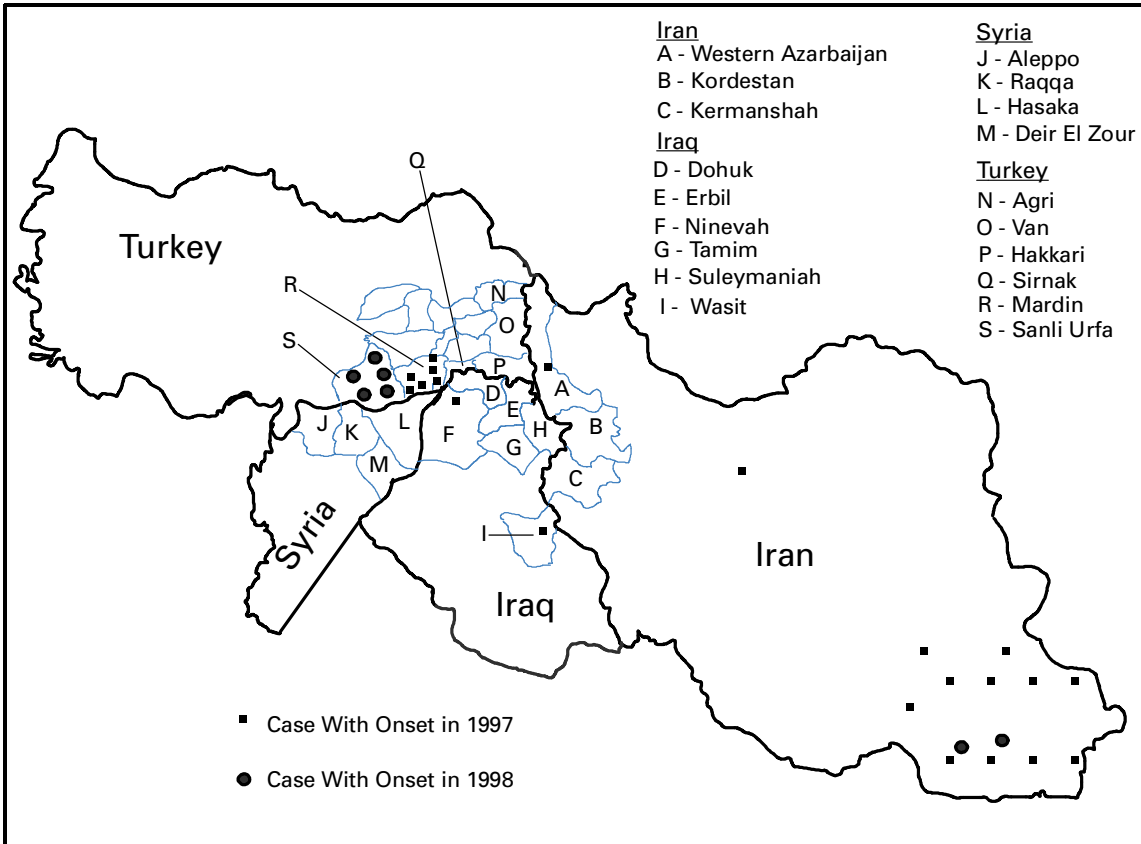 Iran
A - Western Azarbaijan
B - Kordestan
C - Kermanshah
Iraq
D - Dohuk
E - Erbil
F - Ninevah
G - Tamim
H - Suleymaniah
I - Wasit
Syria
J - Aleppo
K - Raqqa
L - Hasaka
M - Deir El Zour
Turkey
N - Agri
O - Van
P - Hakkari
Q - Sirnak
R - Mardin
S - Sanli Urfa
Q
Turkey
R
N
O
S
P
A
D
E
J
K
L
F
H
B
G
M
C
I
Syria
Iran
Iraq
Case With Onset in 1997
Case With Onset in 1998